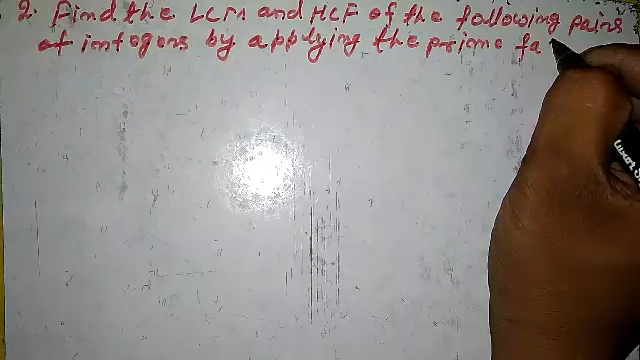 2. Find the LCM and HCF of the following pairs
of integers by applying the prime fa